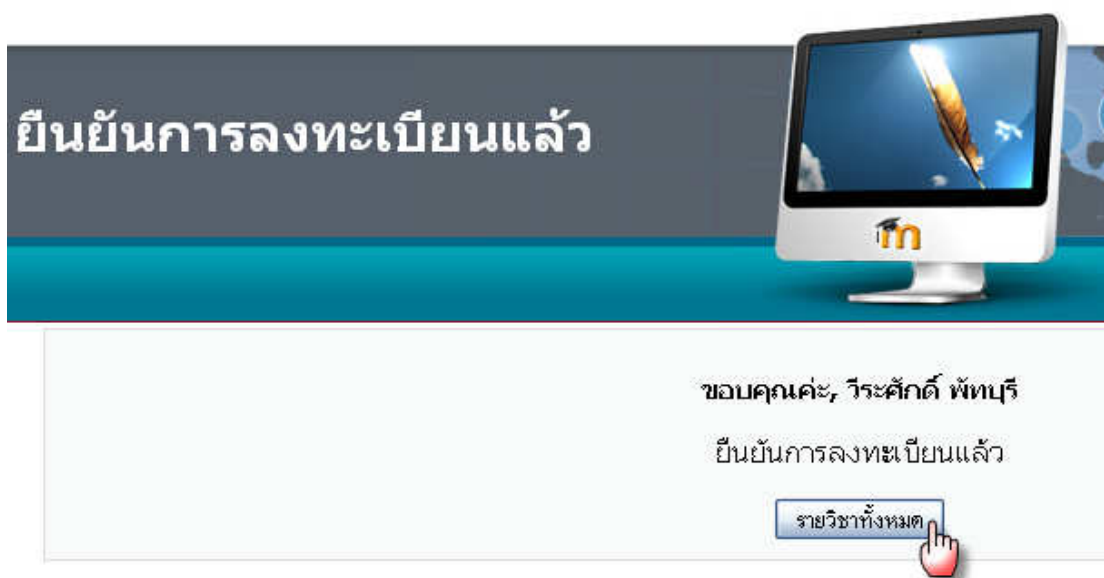 ยืนยันการลงทะเบียนแล้ว
m
ขอบคุณค่ะ, วีระศักดิ์ พัทบุรี
ยืนยันการลงทะเบียนแล้ว
รายวิชาทั้งหมด